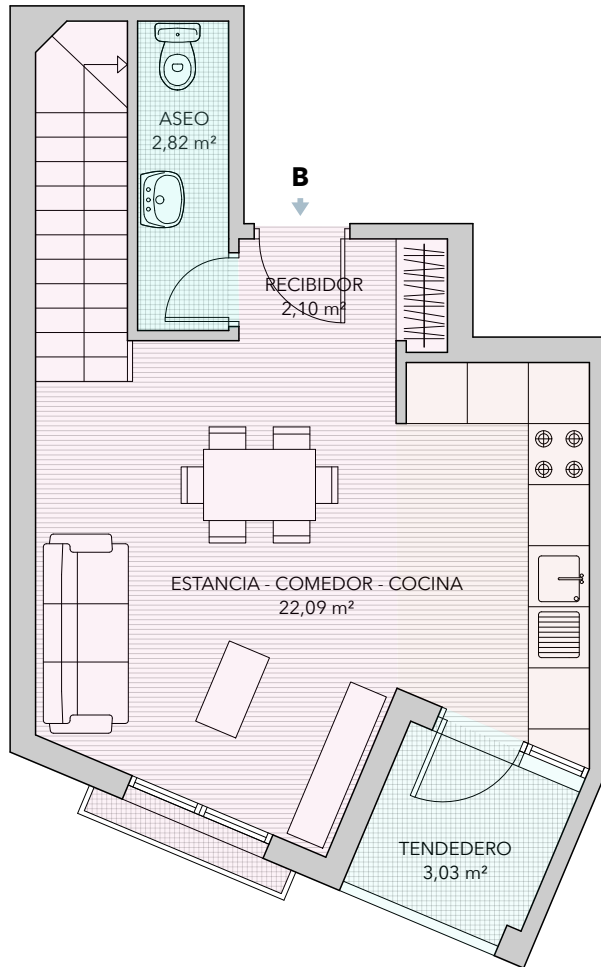 ASEO
2,82 m²
B
RECIBIDOR
2,10 m²
ESTANCIA - COMEDOR - COCINA
22,09 m²
TENDEDERO
3,03 m²